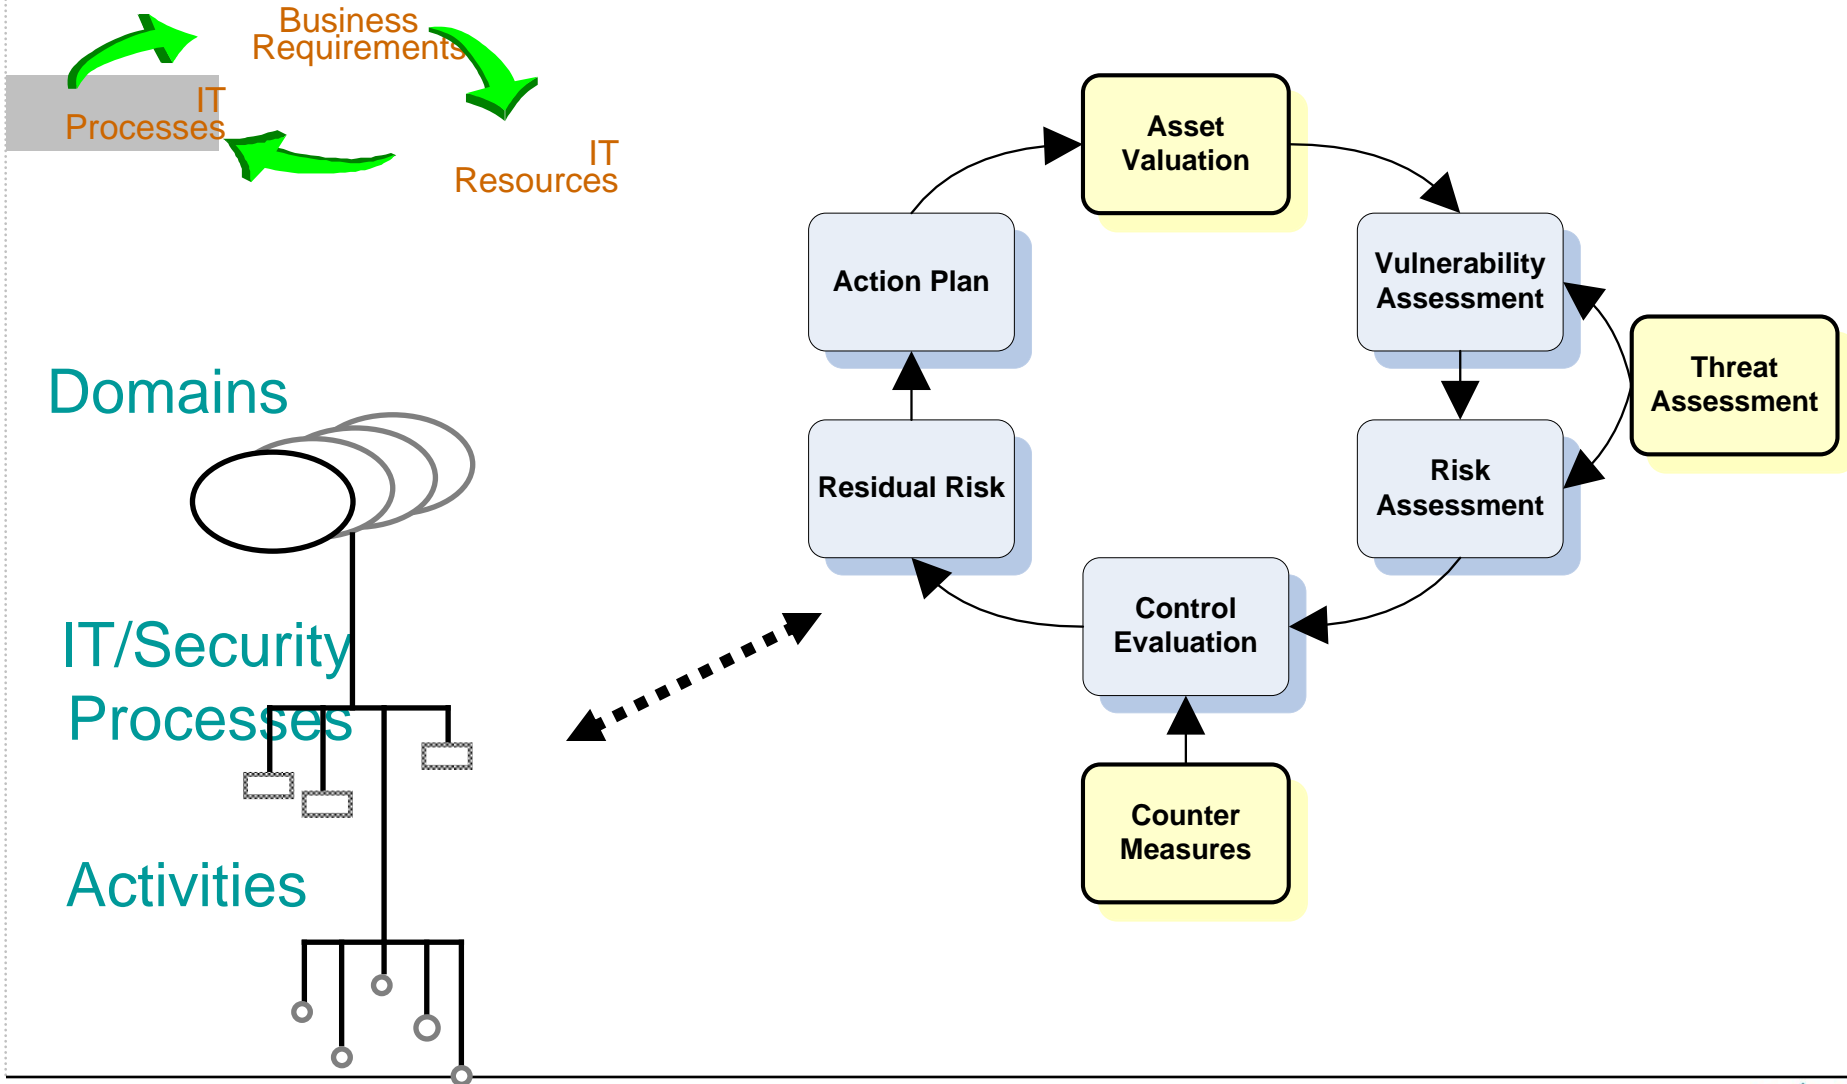 Business
Requirements
IT
Processes
IT
Resources
Domains
IT/Security
Processes
Activities
Asset
Valuation
Action Plan
Vulnerability
Assessment
Threat
Assessment
Residual Risk
Risk
Assessment
Control
Evaluation
Counter
Measures